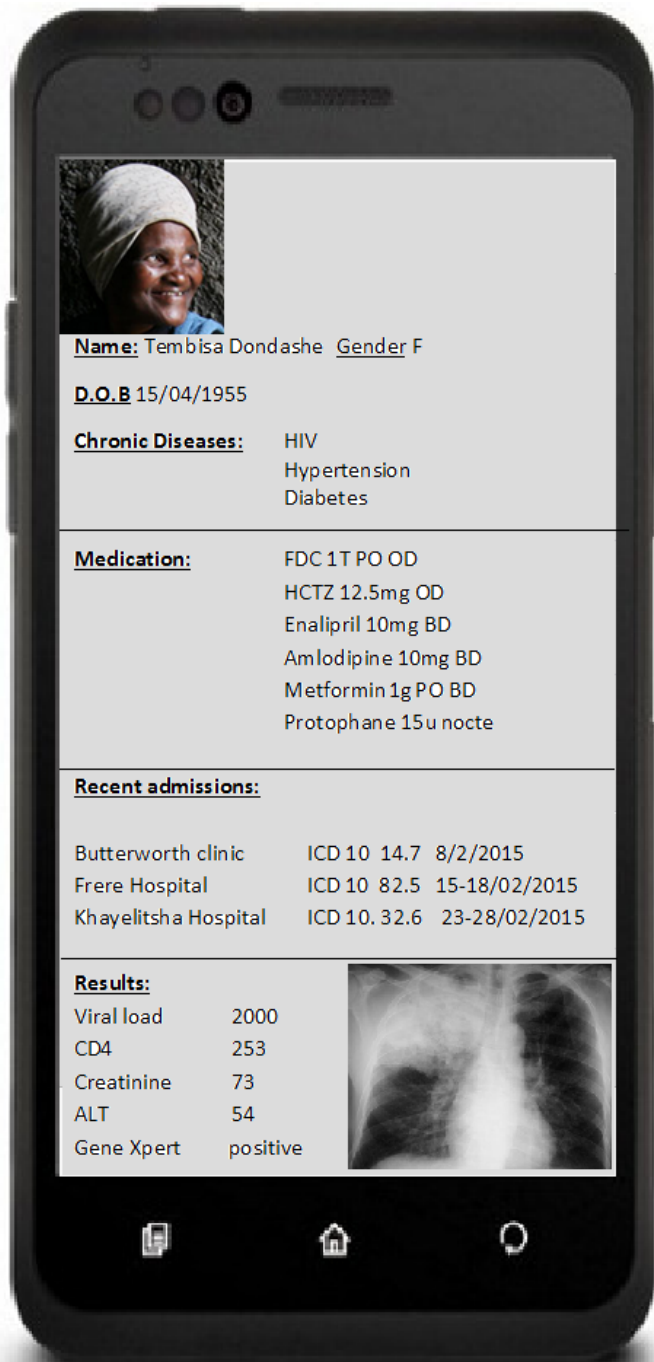 Name: Tembisa Dondashe Gender F
D.O.B 15/04/1955
Chronic Diseases: HIV
Hypertension
Diabetes
Medication: FDC 1T PO OD
HCTZ 12.5mg OD
Enalipril 10mg BD
Amlodipine 10mg BD
Metformin 1g PO BD
Protophane 15u nocte
Recent admissions:
Butterworth clinic ICD 10 14.7 8/2/2015
Frere Hospital ICD 10 82.5 15-18/02/2015
Khayelitsha Hospital ICD 10. 32.6 23-28/02/2015
Results:
Viral load 2000
CD4 253
Creatinine 73
ALT 54
Gene Xpert positive